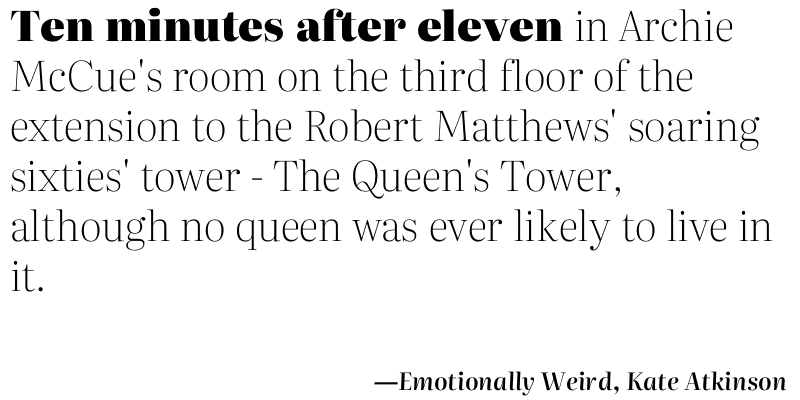 Ten minutes after eleven in Archie
McCue's room on the third floor of the
extension to the Robert Matthews' soaring
sixties' tower - The Queen's Tower,
although no queen was ever likely to live in
it.
—Emotionally Weird, Kate Atkinson